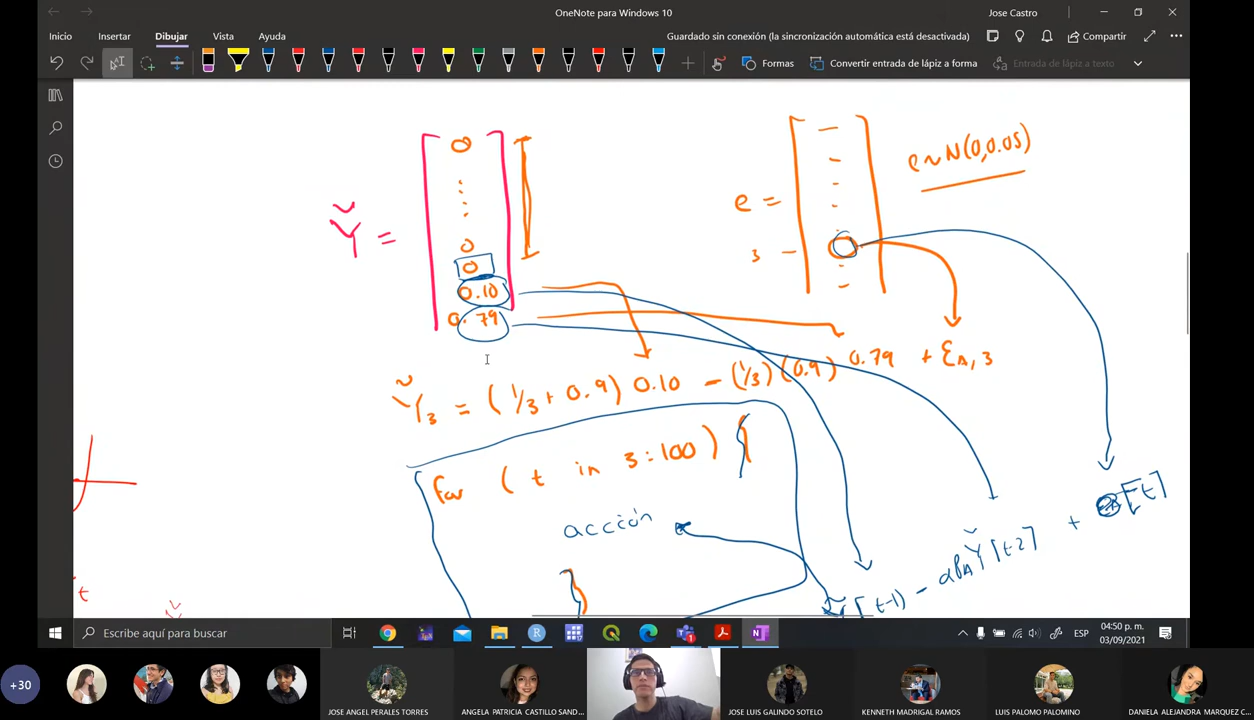 OneNote para Windows 10
Jose Castro
Inicio Insertar Dibujar Vista Ayuda
Guardado sin conexión (la sincronización automática está desactivada)
Compartir
Formas
Convertir entrada de lápiz a forma
Entrada de lápiz a texto
Y̌ =
0
0
0
0.10
0.79
e =
3
e~N(0,0.05)
Y̌3 = (1/3 + 0.9) 0.10 - (1/3)(0.9) 0.79 + ƐA,3
for ( t in 3:100 ) {
acción
}
[t-1) - αρA Y̌[t-2] + [t]
t
Escribe aquí para buscar
ESP
04:50 p. m.
03/09/2021
+30
JOSE ANGEL PERALES TORRES
ANGELA PATRICIA CASTILLO SAND...
JOSE LUIS GALINDO SOTELO
KENNETH MADRIGAL RAMOS
LUIS PALOMO PALOMINO
DANIELA ALEJANDRA MARQUEZ C...